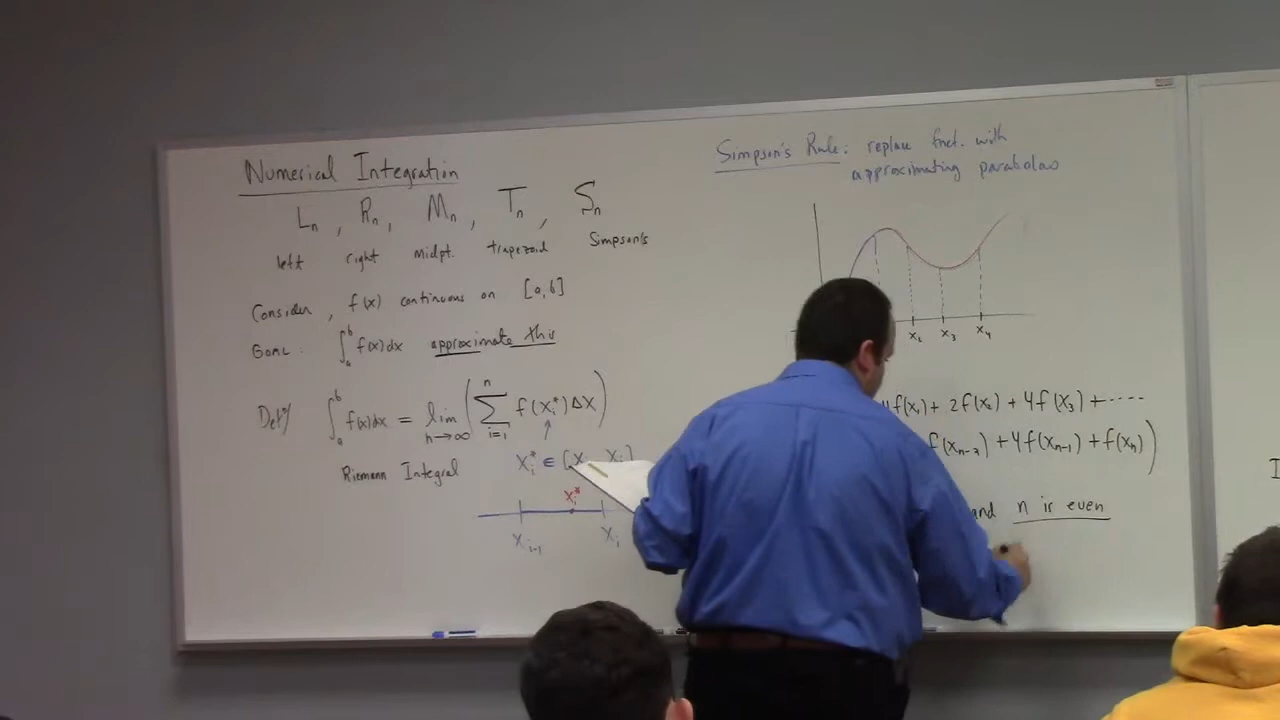 Numerical Integration
Lₙ , Rₙ , Mₙ , Tₙ , Sₙ
left right midpt. trapezoid Simpson's
Consider , f(x) continuous on [a,b]
Goal : ∫ₐᵇ f(x)dx approximate this
Def'n ∫ₐᵇ f(x)dx = lim n→∞ ( ∑ i=1 n f(xᵢ*)Δx )
Riemann Integral xᵢ* ∈ [x xᵢ]
xᵢ*
xᵢ₋₁ xᵢ
Simpson's Rule : replace fnct. with
approximating parabolas
x₂ x₃ x₄
4f(x₁) + 2f(x₂) + 4f(x₃) + ·····
f(xₙ₋₂) + 4f(xₙ₋₁) + f(xₙ))
and n is even